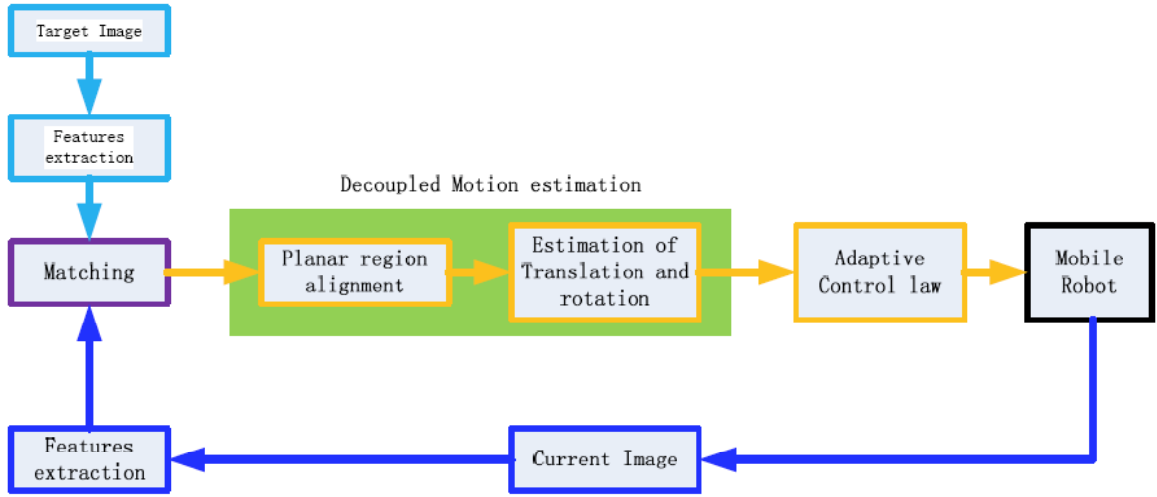 Target Image
Features
extraction
Decoupled Motion estimation
Matching
Planar region
alignment
Estimation of
Translation and
rotation
Adaptive
Control law
Mobile
Robot
Features
extraction
Current Image